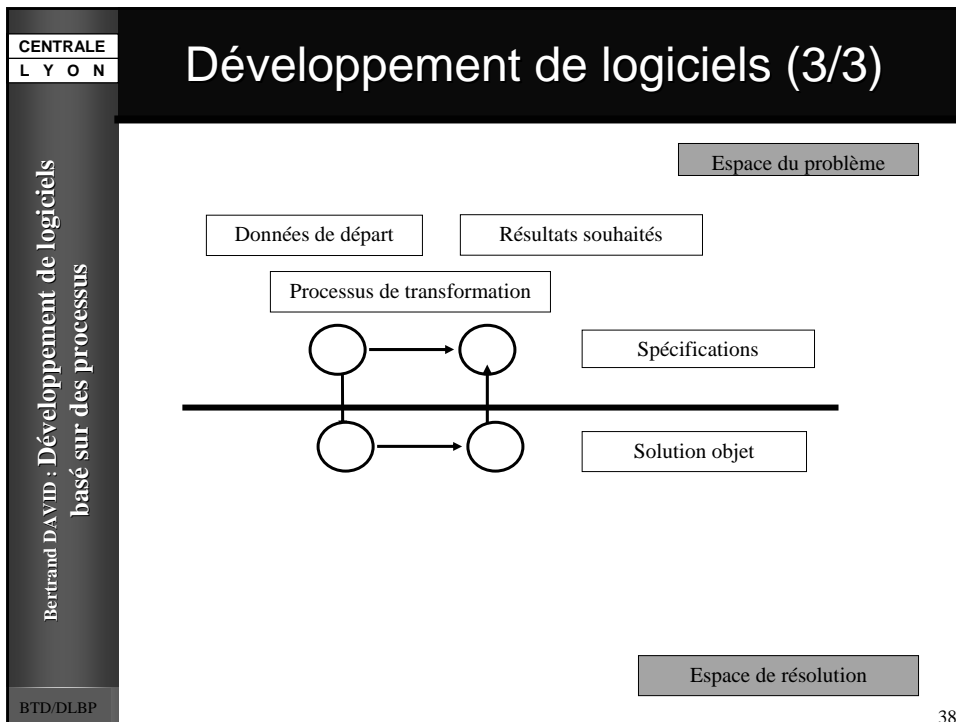 CENTRALE
L Y O N
Développement de logiciels (3/3)
Bertrand DAVID : Développement de logiciels
basé sur des processus
Espace du problème
Données de départ
Résultats souhaités
Processus de transformation
Spécifications
Solution objet
Espace de résolution
BTD/DLBP
38